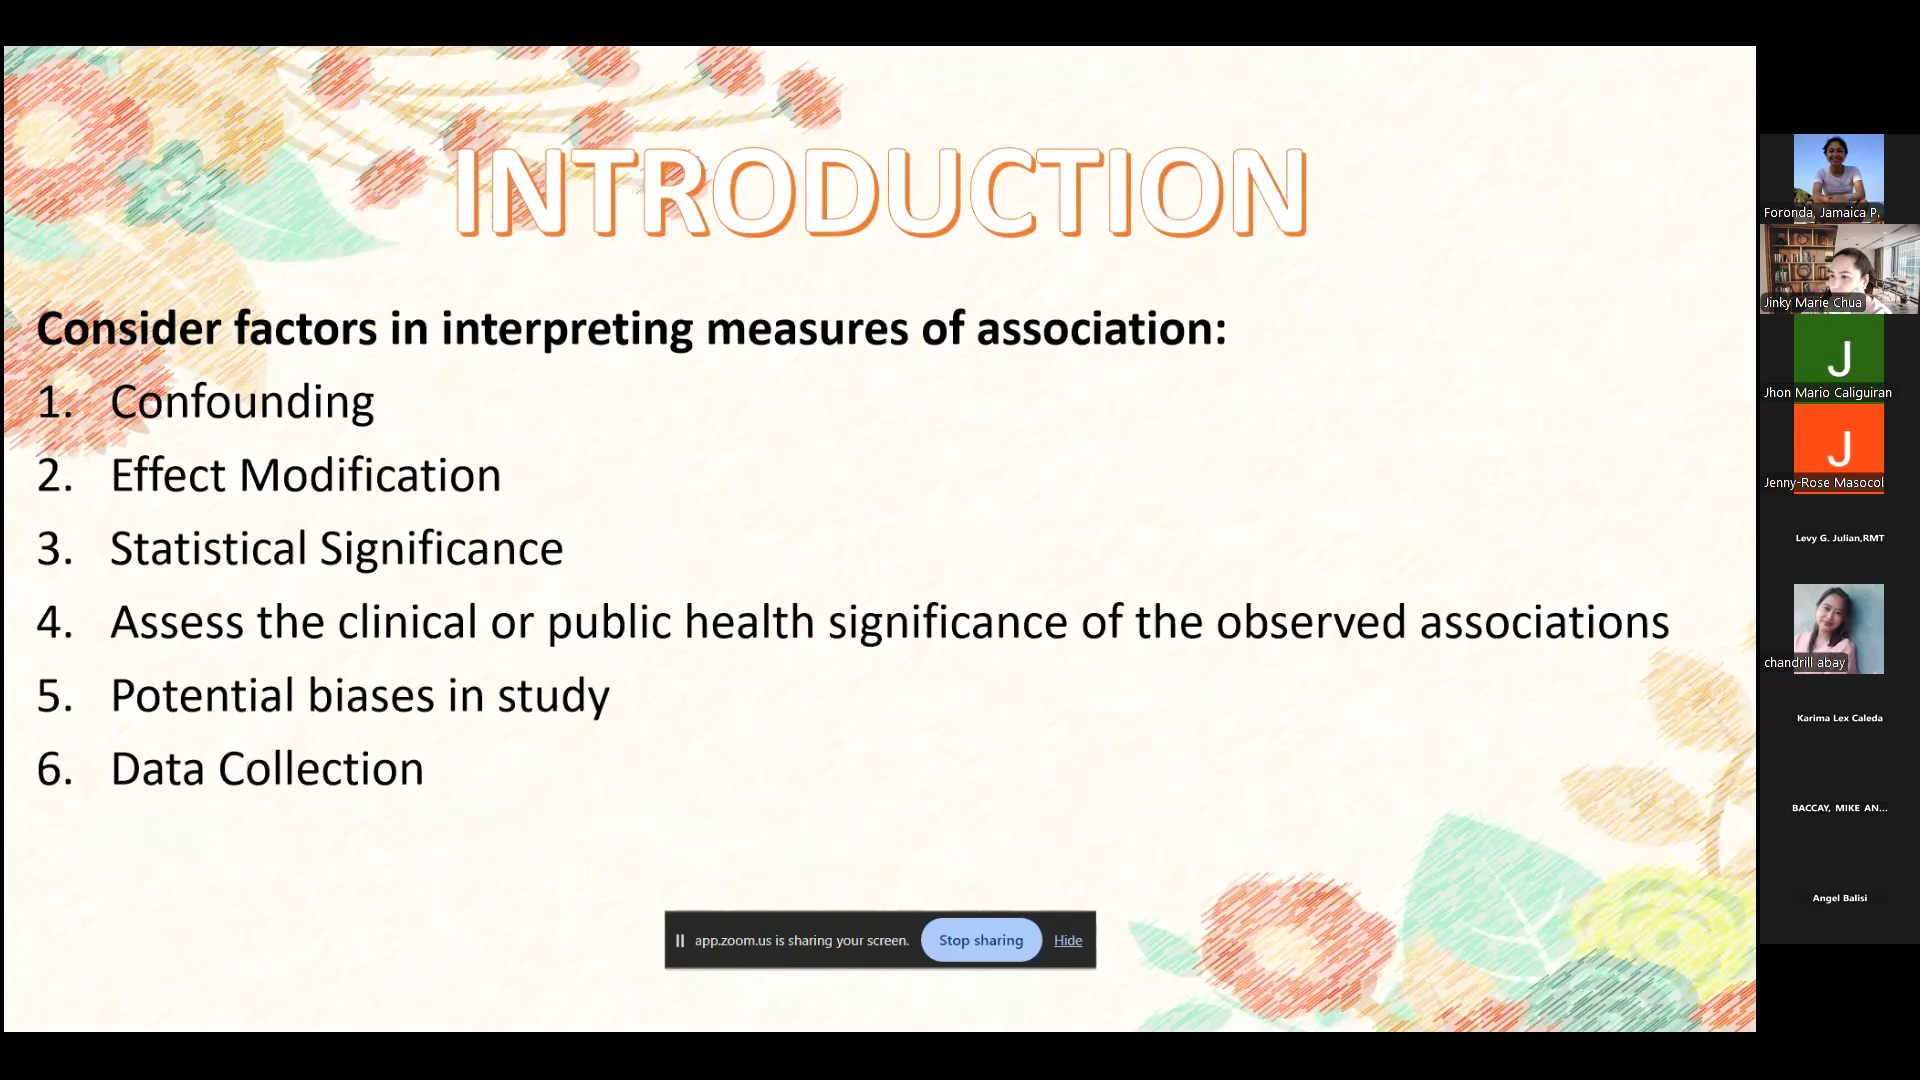 INTRODUCTION
Consider factors in interpreting measures of association:
1. Confounding
2. Effect Modification
3. Statistical Significance
4. Assess the clinical or public health significance of the observed associations
5. Potential biases in study
6. Data Collection
app.zoom.us is sharing your screen. Stop sharing Hide
Foronda, Jamaica P.
Jinky Marie Chua
J
Jhon Mario Caliguiran
J
Jenny-Rose Masocol
Levy G. Julian,RMT
chandrill abay
Karima Lex Caleda
BACCAY, MIKE AN...
Angel Balisi